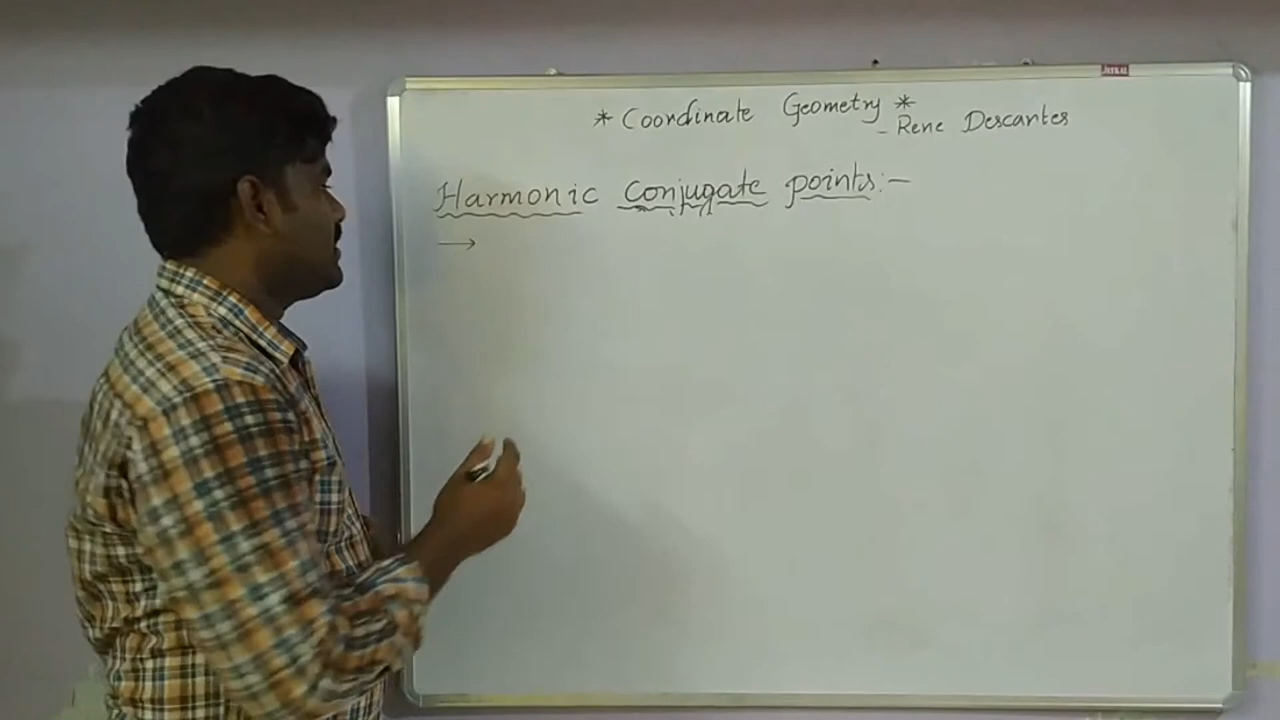 * Coordinate Geometry *
- Rene Descartes
Harmonic Conjugate points:-
→